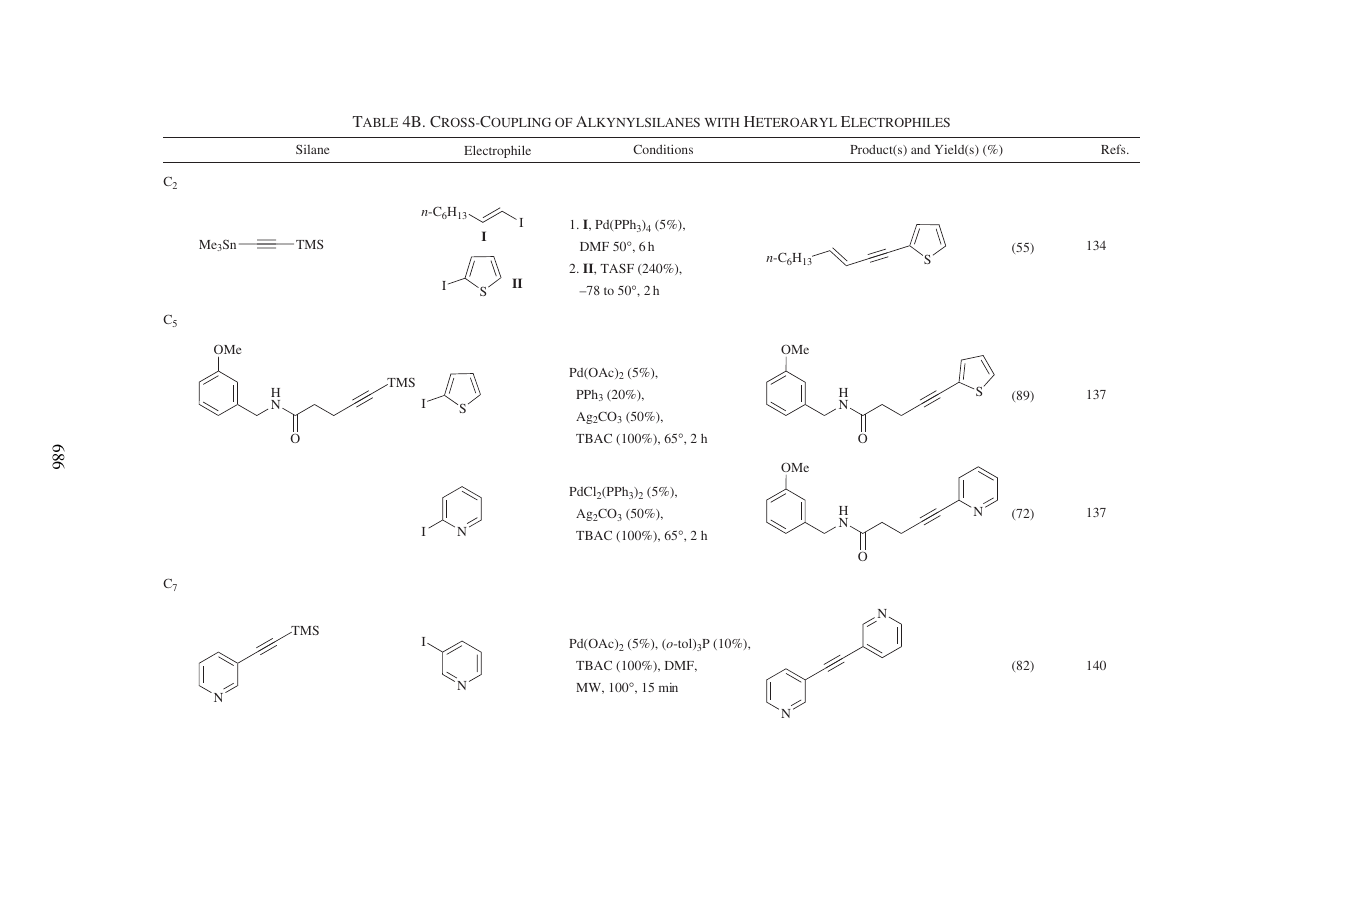 TABLE 4B. CROSS-COUPLING OF ALKYNYLSILANES WITH HETEROARYL ELECTROPHILES
Silane Electrophile Conditions Product(s) and Yield(s) (%) Refs.
C2
Me3Sn TMS
n-C6H13 I
I
I S II
1. I, Pd(PPh3)4 (5%),
DMF 50°, 6 h
2. II, TASF (240%),
–78 to 50°, 2 h
n-C6H13 S
(55) 134
C5
OMe
H
N
O
TMS
I S
Pd(OAc)2 (5%),
PPh3 (20%),
Ag2CO3 (50%),
TBAC (100%), 65°, 2 h
OMe
H
N
O
S
(89) 137
686
I N
PdCl2(PPh3)2 (5%),
Ag2CO3 (50%),
TBAC (100%), 65°, 2 h
OMe
H
N
O
N
(72) 137
C7
TMS
N
I
N
Pd(OAc)2 (5%), (o-tol)3P (10%),
TBAC (100%), DMF,
MW, 100°, 15 min
N
N
(82) 140